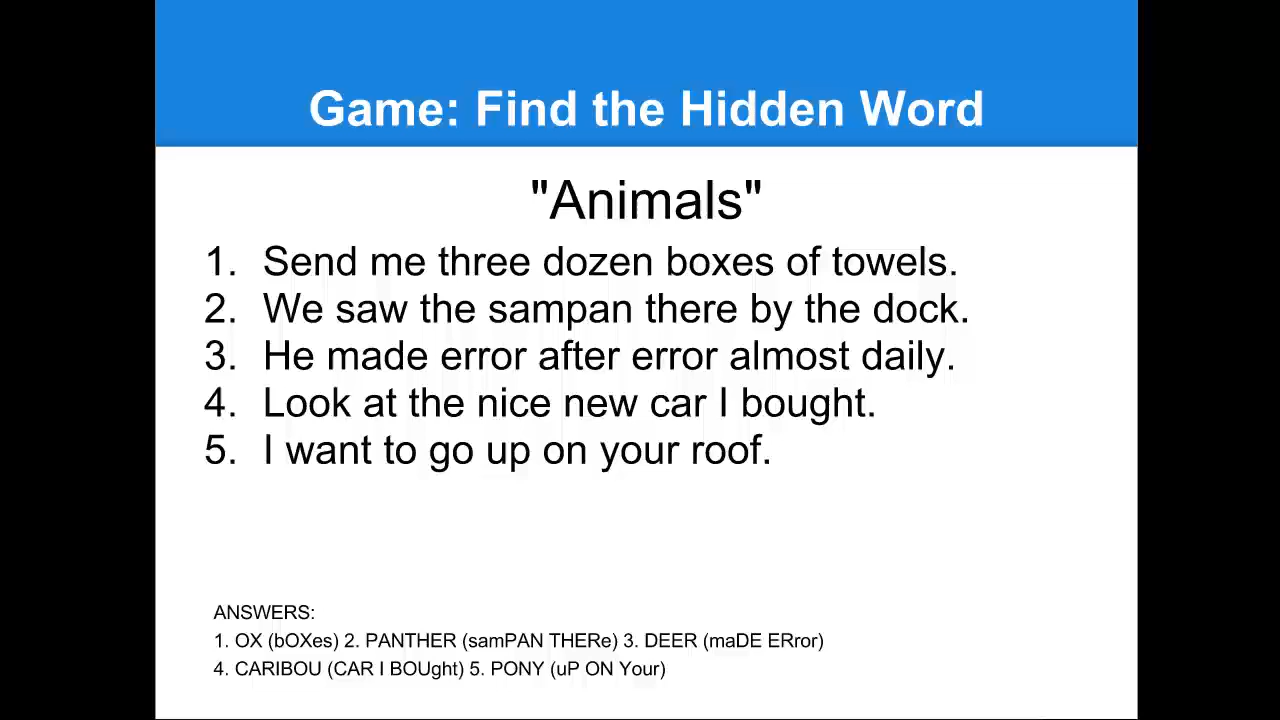 Game: Find the Hidden Word
"Animals"
1. Send me three dozen boxes of towels.
2. We saw the sampan there by the dock.
3. He made error after error almost daily.
4. Look at the nice new car I bought.
5. I want to go up on your roof.
ANSWERS:
1. OX (bOXes) 2. PANTHER (samPAN THERe) 3. DEER (maDE ERror)
4. CARIBOU (CAR I BOUght) 5. PONY (uP ON Your)